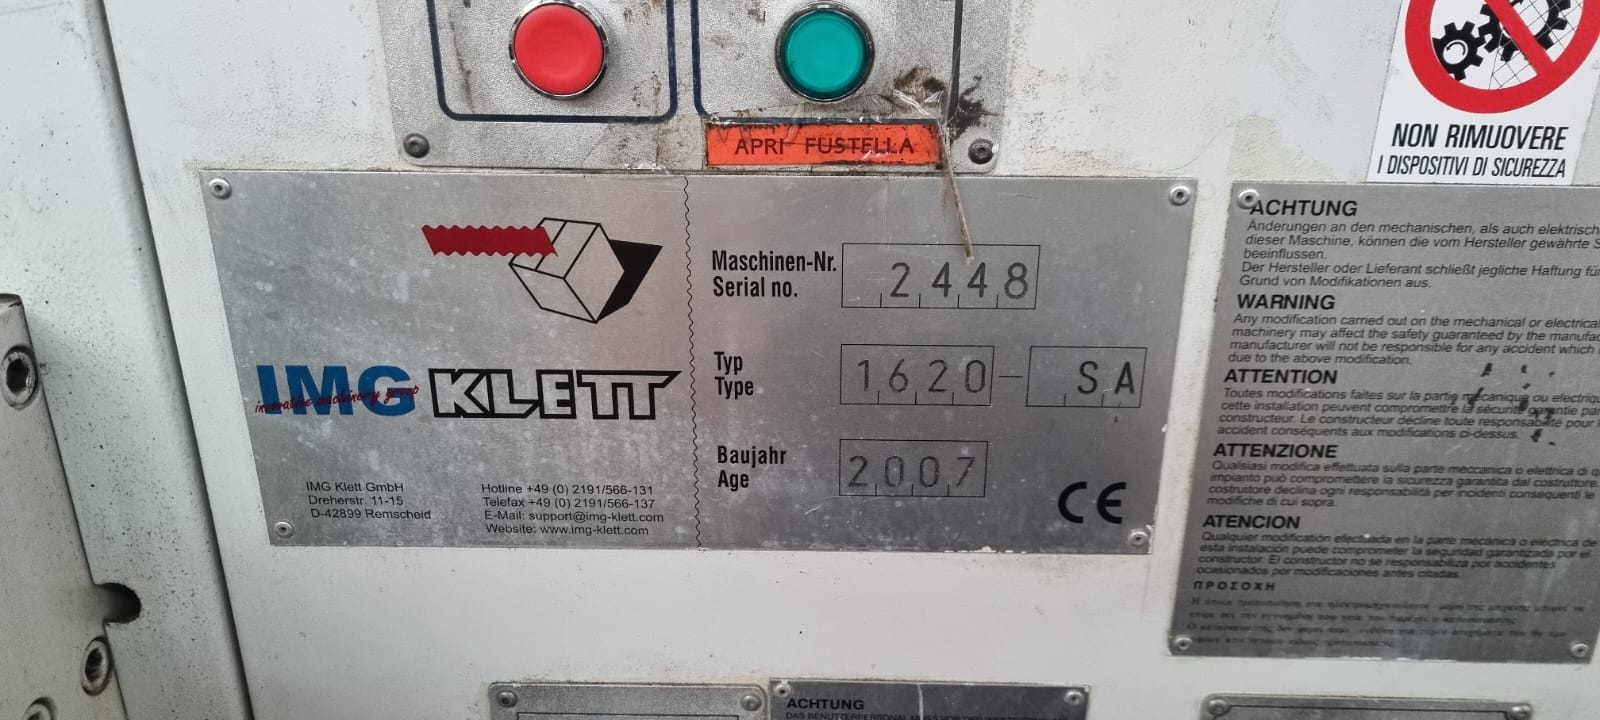 APRI FUSTELLA
NON RIMUOVERE
I DISPOSITIVI DI SICUREZZA
IMG KLETT
innovative machinery group
IMG Klett GmbH
Dreherstr. 11-15
D-42899 Remscheid
Hotline +49 (0) 2191/566-131
Telefax +49 (0) 2191/566-137
E-Mail: support@img-klett.com
Website: www.img-klett.com
Maschinen-Nr.
Serial no.
2448
Typ
Type
1620-SA
Baujahr
Age
2007
CE
ACHTUNG
Änderungen an den mechanischen, als auch elektrisch
dieser Maschine, können die vom Hersteller gewährte S
beeinflussen.
Der Hersteller oder Lieferant schließt jegliche Haftung für
Grund von Modifikationen aus.
WARNING
Any modification carried out on the mechanical or electrical
machinery may affect the safety guaranteed by the manufa
manufacturer will not be responsible for any accident which
due to the above modification.
ATTENTION
Toutes modifications faites sur la partie mécanique ou electriq
cette installation peuvent compromettre la sécurité garantie par
constructeur. Le constructeur décline toute responsabilité pour
accident conséquents aux modifications ci-dessus.
ATTENZIONE
Qualsiasi modifica effettuata sulla parte meccanica o elettrica di q
impianto può compromettere la sicurezza garantita dal costruttore.
costruttore declina ogni responsabilità per incidenti conseguenti le
modifiche di cui sopra.
ATENCION
Qualquier modificatión efectuada en la parte mecánica o eléctrica de
esta instalación puede comprometer la seguridad garantizada por el
constructor. El constructor no se responsabiliza por accidentes
ocasionados por modificaciones antes citadas.
ΠΡΟΣΟΧΗ
ACHTUNG